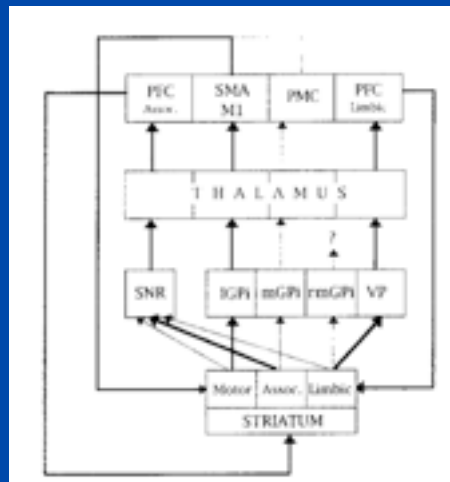 PFC SMA PMC PFC
Assoc. M1 Limbic.
THALAMUS
?
SNR lGPi mGPi rmGPi VP
Motor Assoc. Limbic
STRIATUM